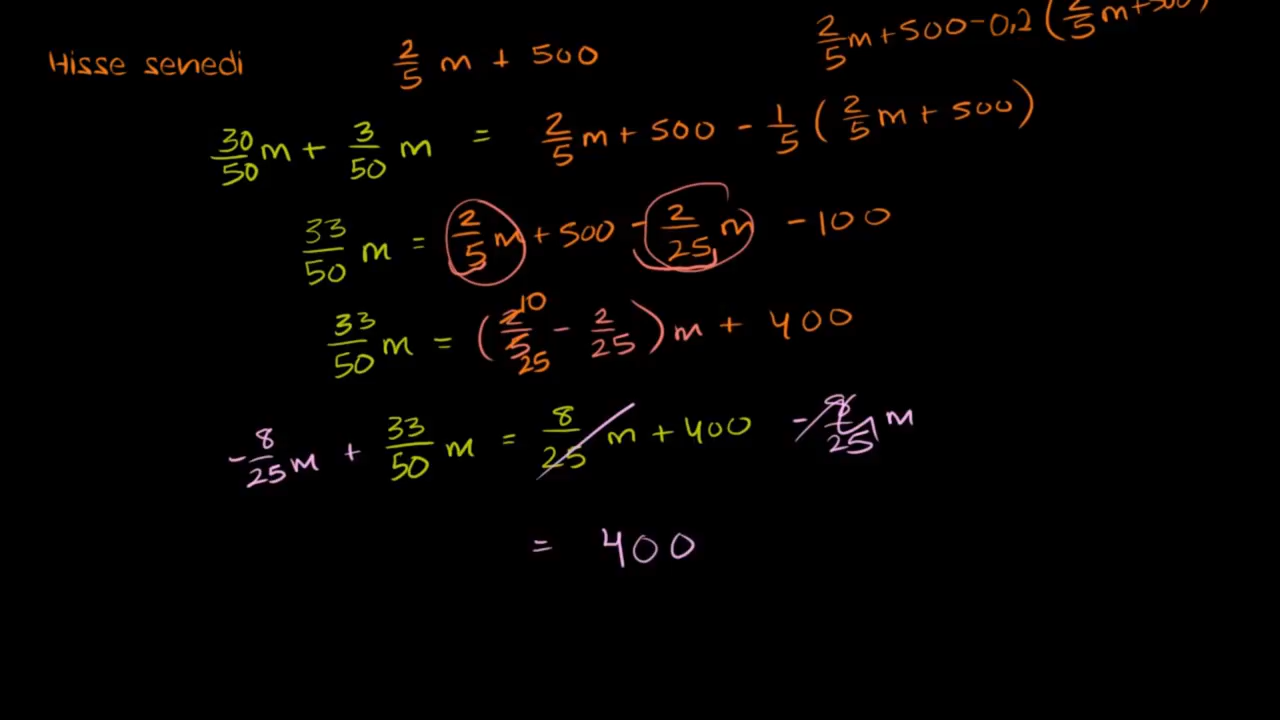 Hisse senedi 2/5 m + 500 2/5 m + 500 - 0,2 ( 2/5 m + 500 )
30/50 m + 3/50 m = 2/5 m + 500 - 1/5 ( 2/5 m + 500 )
33/50 m = 2/5 m + 500 - 2/25 m - 100
33/50 m = ( 2/5 10/25 - 2/25 ) m + 400
- 8/25 m + 33/50 m = 8/25 m + 400 - 8/25 m
= 400